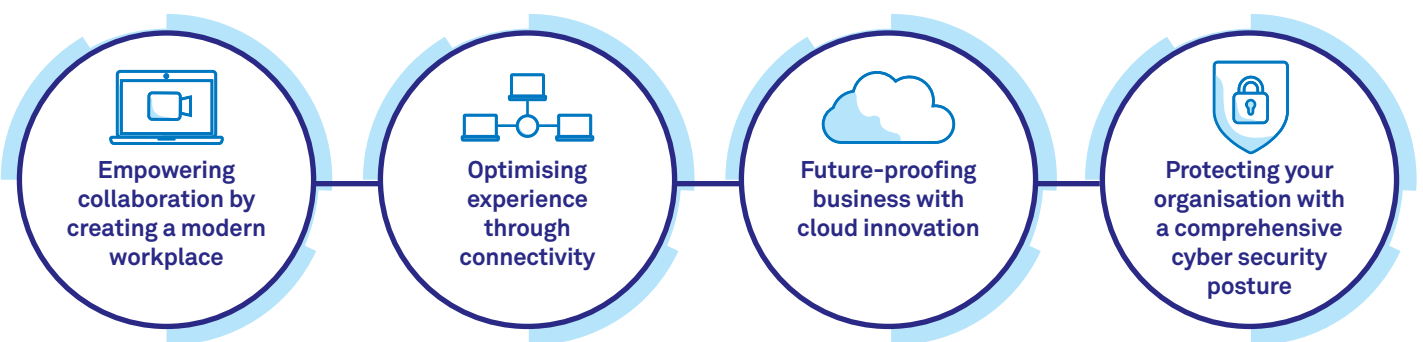 Empowering
collaboration by
creating a modern
workplace
Optimising
experience
through
connectivity
Future-proofing
business with
cloud innovation
Protecting your
organisation with
a comprehensive
cyber security
posture